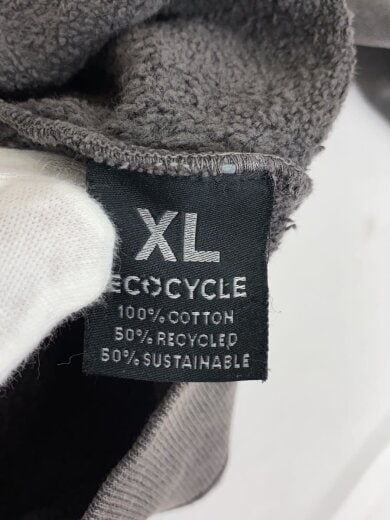 XL
ECOCYCLE
100% COTTON
50% RECYCLED
50% SUSTAINABLE